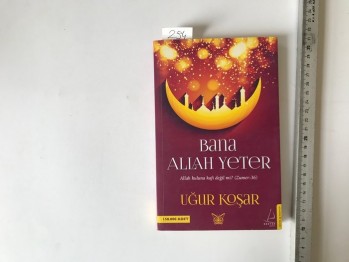 254
BANA
ALLAH YETER
Allah kuluna kafi değil mi? (Zümer-36)
UĞUR KOŞAR